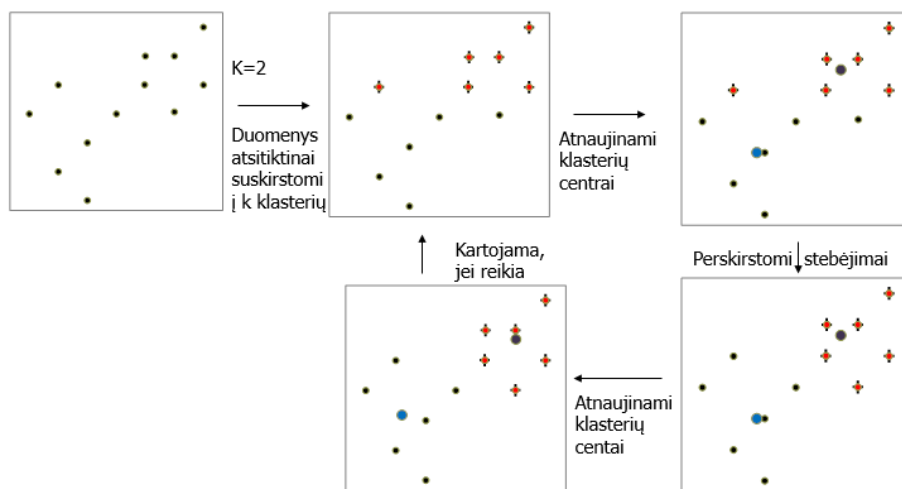 K=2
Duomenys
atsitiktinai
suskirstomi
į k klasterių
Atnaujinami
klasterių
centrai
Perskirstomi stebėjimai
Atnaujinami
klasterių
centai
Kartojama,
jei reikia